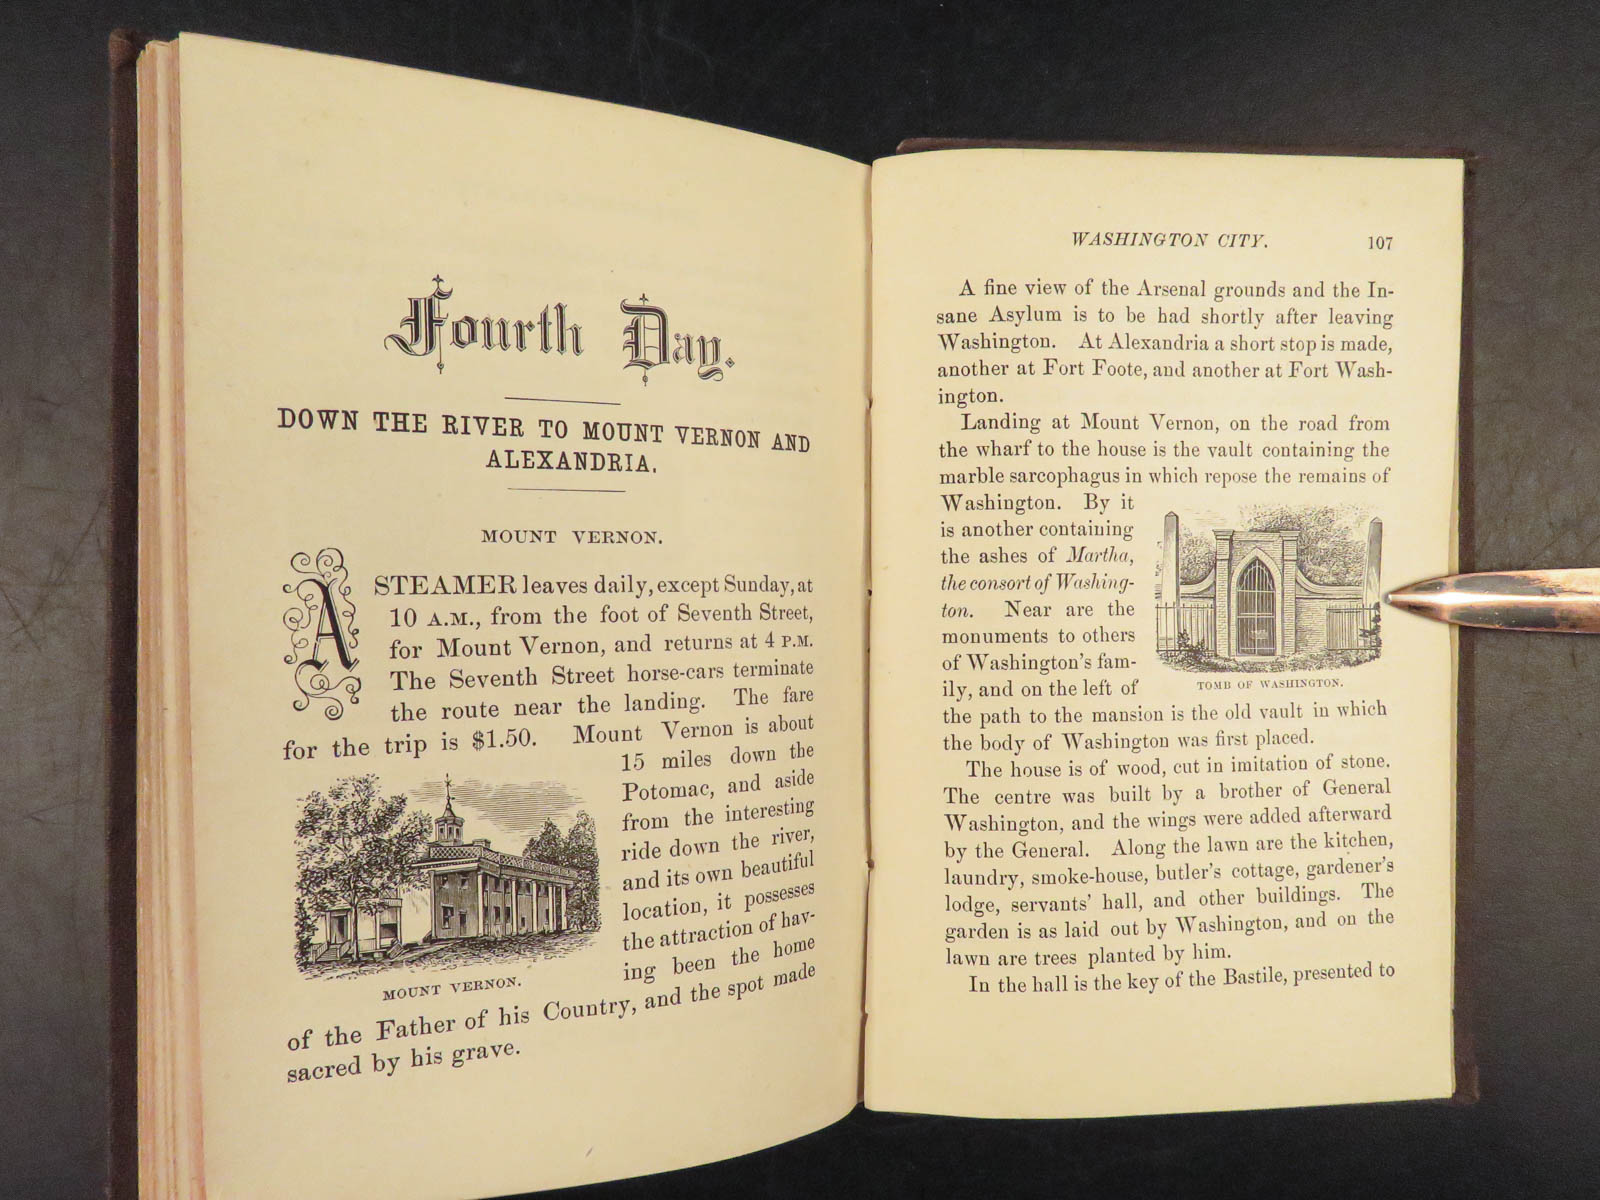 Fourth Day.
DOWN THE RIVER TO MOUNT VERNON AND
ALEXANDRIA.
MOUNT VERNON.
A STEAMER leaves daily, except Sunday, at
10 A.M., from the foot of Seventh Street,
for Mount Vernon, and returns at 4 P.M.
The Seventh Street horse-cars terminate
the route near the landing. The fare
for the trip is $1.50. Mount Vernon is about
15 miles down the
Potomac, and aside
from the interesting
ride down the river,
and its own beautiful
location, it possesses
the attraction of hav-
ing been the home
MOUNT VERNON.
of the Father of his Country, and the spot made
sacred by his grave.
WASHINGTON CITY. 107
A fine view of the Arsenal grounds and the In-
sane Asylum is to be had shortly after leaving
Washington. At Alexandria a short stop is made,
another at Fort Foote, and another at Fort Wash-
ington.
Landing at Mount Vernon, on the road from
the wharf to the house is the vault containing the
marble sarcophagus in which repose the remains of
Washington. By it
is another containing
the ashes of Martha,
the consort of Washing-
ton. Near are the
monuments to others
of Washington's fam-
ily, and on the left of
TOMB OF WASHINGTON.
the path to the mansion is the old vault in which
the body of Washington was first placed.
The house is of wood, cut in imitation of stone.
The centre was built by a brother of General
Washington, and the wings were added afterward
by the General. Along the lawn are the kitchen,
laundry, smoke-house, butler's cottage, gardener's
lodge, servants' hall, and other buildings. The
garden is as laid out by Washington, and on the
lawn are trees planted by him.
In the hall is the key of the Bastile, presented to